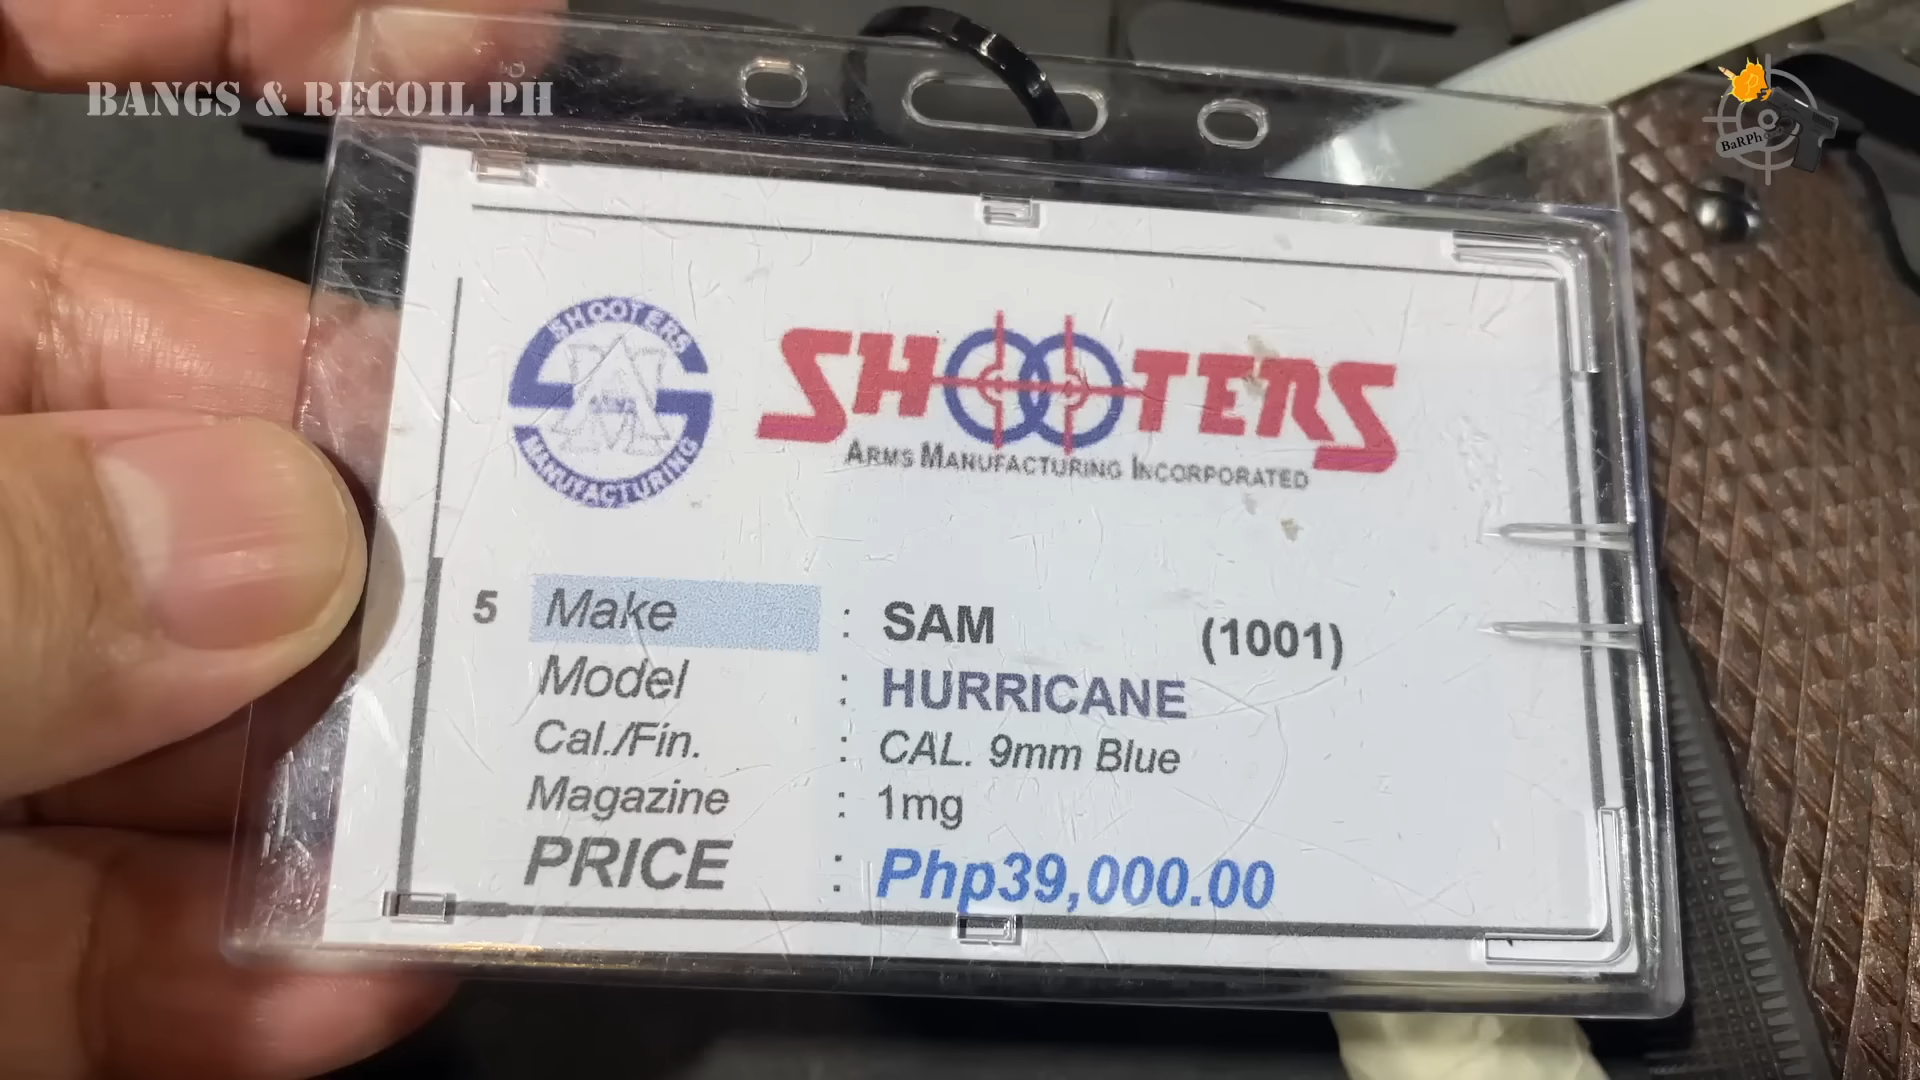 BANGS & RECOIL PH
BaRPh
SHOOTERS
MANUFACTURING
SHOOTERS
ARMS MANUFACTURING INCORPORATED
5 Make : SAM (1001)
Model : HURRICANE
Cal./Fin. : CAL. 9mm Blue
Magazine : 1mg
PRICE : Php39,000.00